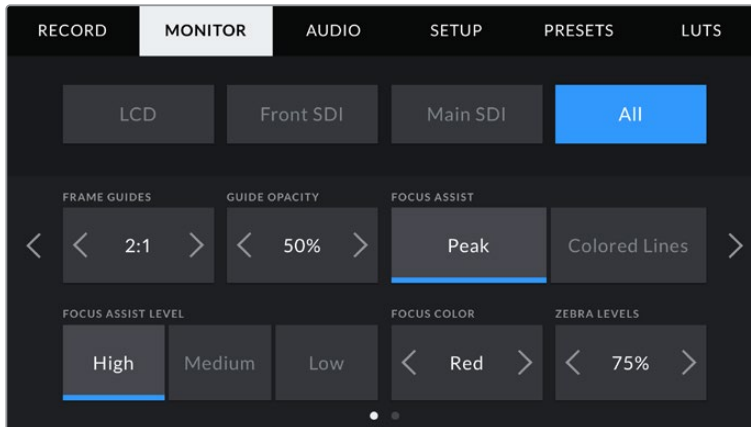 RECORD MONITOR AUDIO SETUP PRESETS LUTS
LCD Front SDI Main SDI All
FRAME GUIDES GUIDE OPACITY FOCUS ASSIST
2:1 50% Peak Colored Lines
FOCUS ASSIST LEVEL FOCUS COLOR ZEBRA LEVELS
High Medium Low Red 75%